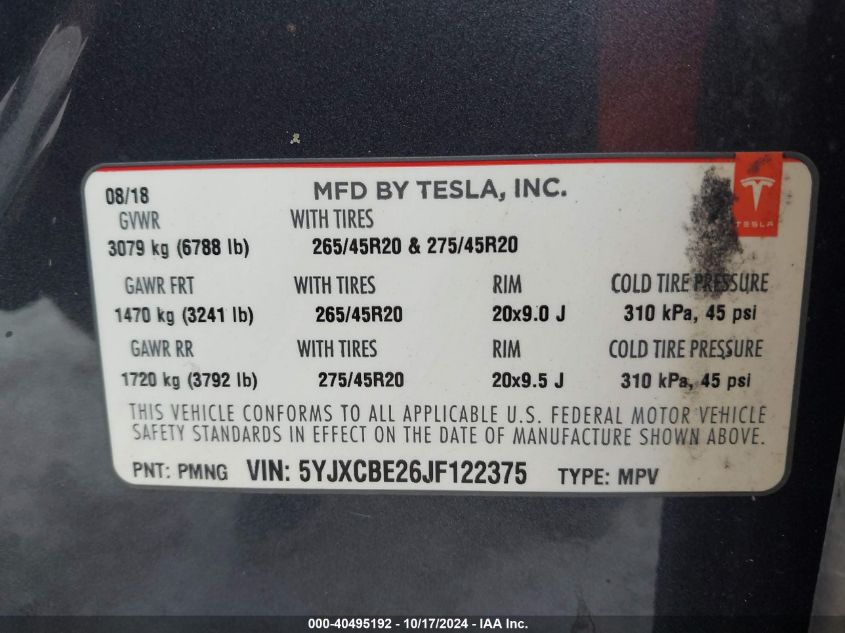 08/18 MFD BY TESLA, INC.
TESLA
GVWR WITH TIRES
3079 kg (6788 lb) 265/45R20 & 275/45R20
GAWR FRT WITH TIRES RIM COLD TIRE PRESSURE
1470 kg (3241 lb) 265/45R20 20x9.0 J 310 kPa, 45 psi
GAWR RR WITH TIRES RIM COLD TIRE PRESSURE
1720 kg (3792 lb) 275/45R20 20x9.5 J 310 kPa, 45 psi
THIS VEHICLE CONFORMS TO ALL APPLICABLE U.S. FEDERAL MOTOR VEHICLE
SAFETY STANDARDS IN EFFECT ON THE DATE OF MANUFACTURE SHOWN ABOVE.
PNT: PMNG VIN: 5YJXCBE26JF122375 TYPE: MPV
000-40495192 - 10/17/2024 - IAA Inc.